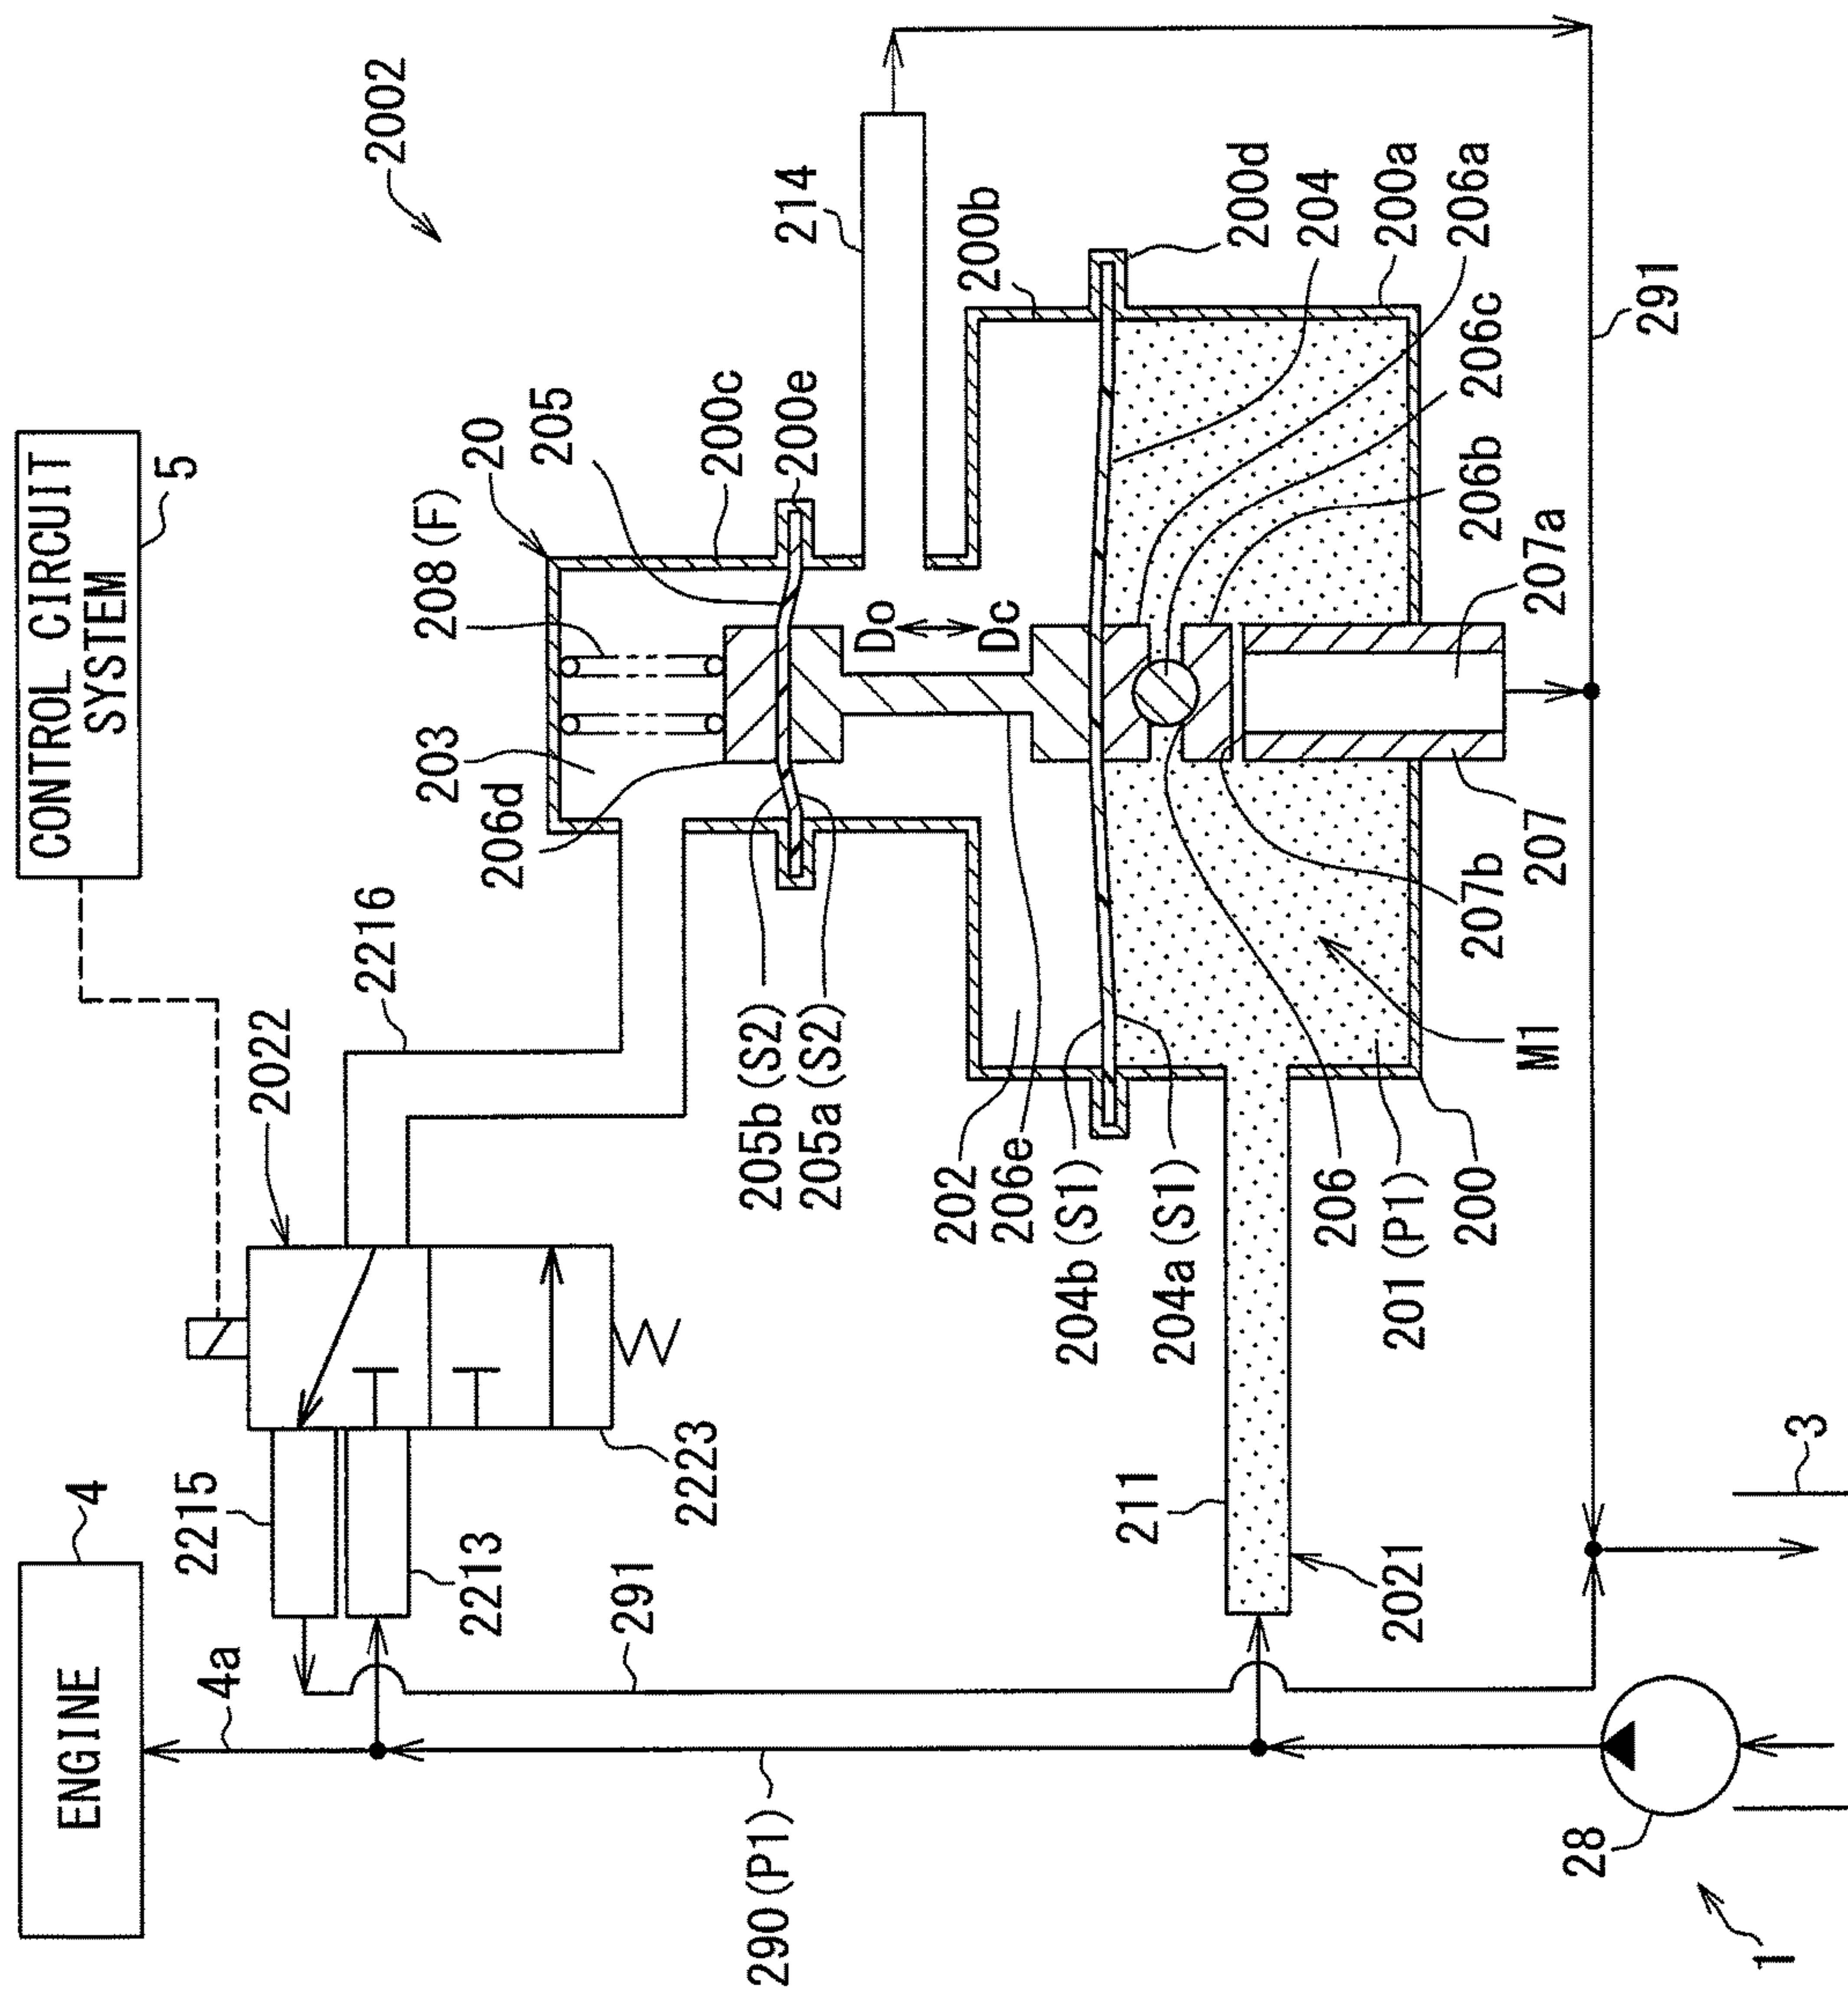 CONTROL CIRCUIT
SYSTEM
5
2002
20
208(F)
205
200c
200e
214
200b
200d
204
200a
206a
206c
206b
207a
291
Do
Dc
203
206d
207
207b
M1
2216
2022
205b(S2)
205a(S2)
202
206e
204b(S1)
204a(S1)
206
201(P1)
200
4
ENGINE
2215
2213
2223
211
2021
3
4a
291
290(P1)
28
1